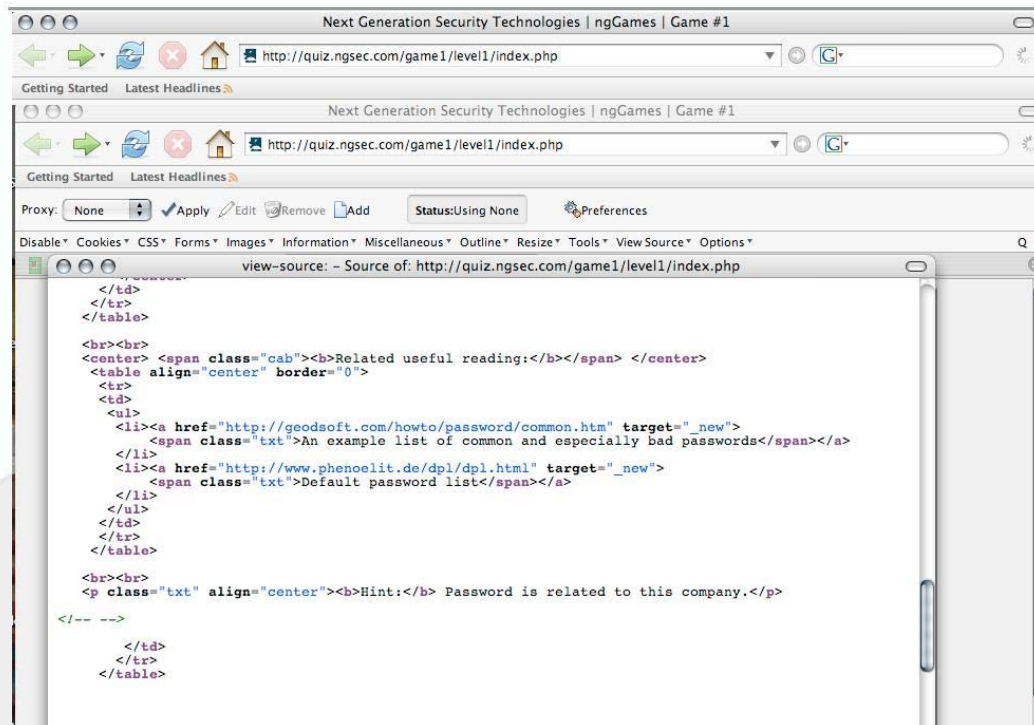 Next Generation Security Technologies | ngGames | Game #1
http://quiz.ngsec.com/game1/level1/index.php
G
Getting Started Latest Headlines
Next Generation Security Technologies | ngGames | Game #1
http://quiz.ngsec.com/game1/level1/index.php
G
Getting Started Latest Headlines
Proxy: None Apply Edit Remove Add Status:Using None Preferences
Disable Cookies CSS Forms Images Information Miscellaneous Outline Resize Tools View Source Options Q
view-source: - Source of: http://quiz.ngsec.com/game1/level1/index.php
</center>
</td>
</tr>
</table>
<br><br>
<center> <span class="cab"><b>Related useful reading:</b></span> </center>
<table align="center" border="0">
<tr>
<td>
<ul>
<li><a href="http://geodsoft.com/howto/password/common.htm" target="_new">
<span class="txt">An example list of common and especially bad passwords</span></a>
</li>
<li><a href="http://www.phenoelit.de/dpl/dpl.html" target="_new">
<span class="txt">Default password list</span></a>
</li>
</ul>
</td>
</tr>
</table>
<br><br>
<p class="txt" align="center"><b>Hint:</b> Password is related to this company.</p>
<!-- -->
</td>
</tr>
</table>